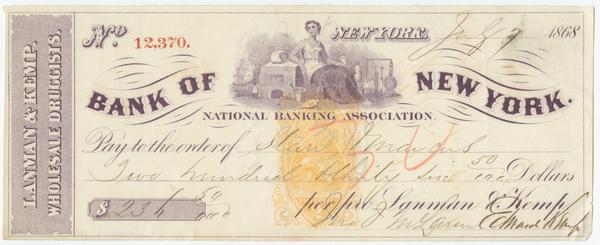 LANMAN & KEMP.
WHOLESALE DRUGGISTS.
No. 12,370. NEW YORK, July 9 1868
BANK OF NEW YORK.
NATIONAL BANKING ASSOCIATION.
Pay to the order of Starr & Marcus
Two hundred thirty six 50/100 Dollars
$ 236 50/100 per pro Lanman & Kemp